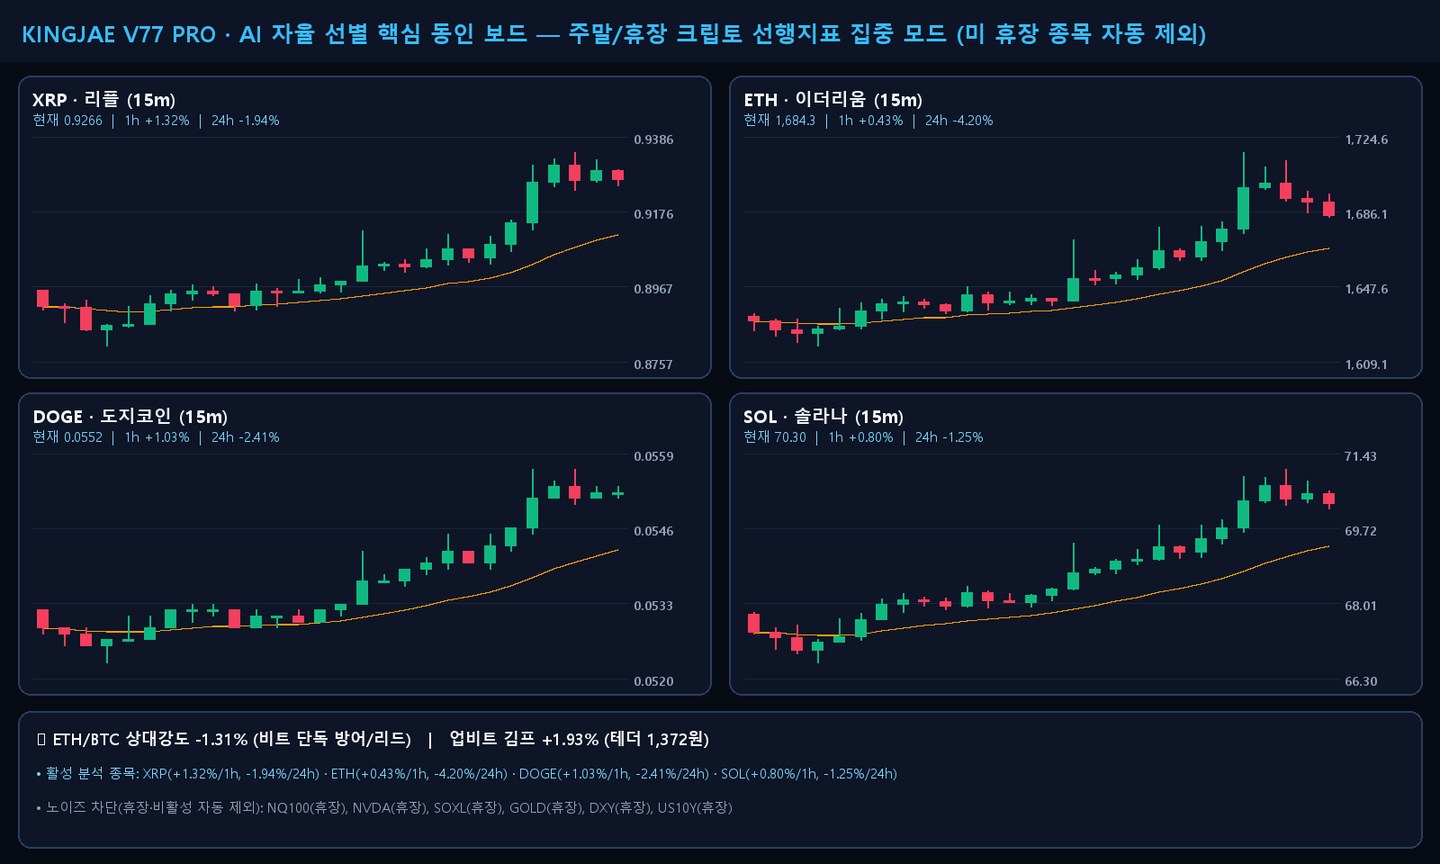 KINGJAE V77 PRO · AI 자율 선별 핵심 동인 보드 — 주말/휴장 크립토 선행지표 집중 모드 (미 휴장 종목 자동 제외)
XRP · 리플 (15m)
현재 0.9266 | 1h +1.32% | 24h -1.94%
0.9386
0.9176
0.8967
0.8757
ETH · 이더리움 (15m)
현재 1,684.3 | 1h +0.43% | 24h -4.20%
1,724.6
1,686.1
1,647.6
1,609.1
DOGE · 도지코인 (15m)
현재 0.0552 | 1h +1.03% | 24h -2.41%
0.0559
0.0546
0.0533
0.0520
SOL · 솔라나 (15m)
현재 70.30 | 1h +0.80% | 24h -1.25%
71.43
69.72
68.01
66.30
ETH/BTC 상대강도 -1.31% (비트 단독 방어/리드) | 업비트 김프 +1.93% (테더 1,372원)
• 활성 분석 종목: XRP(+1.32%/1h, -1.94%/24h) · ETH(+0.43%/1h, -4.20%/24h) · DOGE(+1.03%/1h, -2.41%/24h) · SOL(+0.80%/1h, -1.25%/24h)
• 노이즈 차단(휴장·비활성 자동 제외): NQ100(휴장), NVDA(휴장), SOXL(휴장), GOLD(휴장), DXY(휴장), US10Y(휴장)